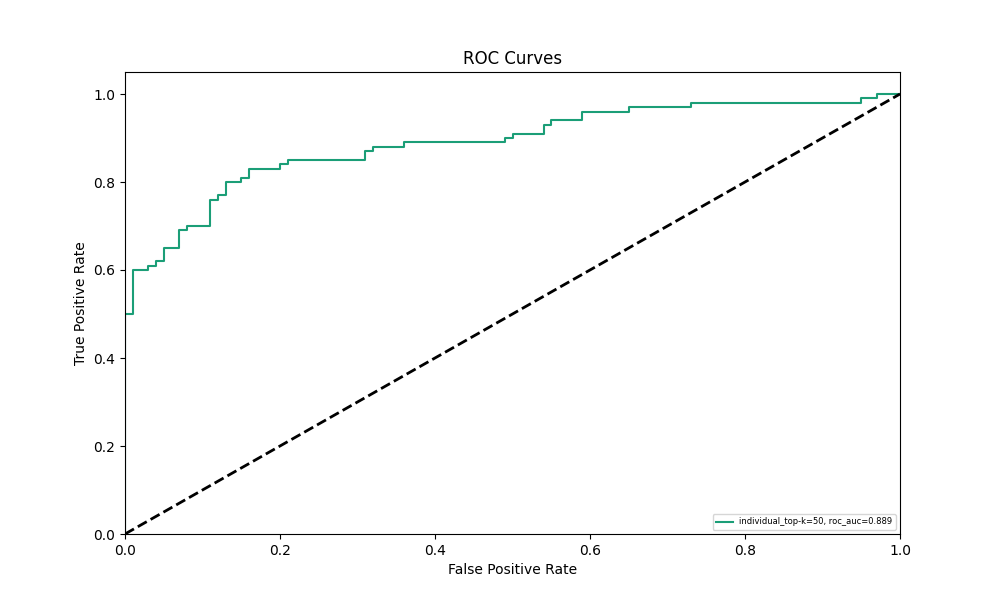 ROC Curves
True Positive Rate
1.0
0.8
0.6
0.4
0.2
0.0
individual_top-k=50, roc_auc=0.889
0.0 0.2 0.4 0.6 0.8 1.0
False Positive Rate